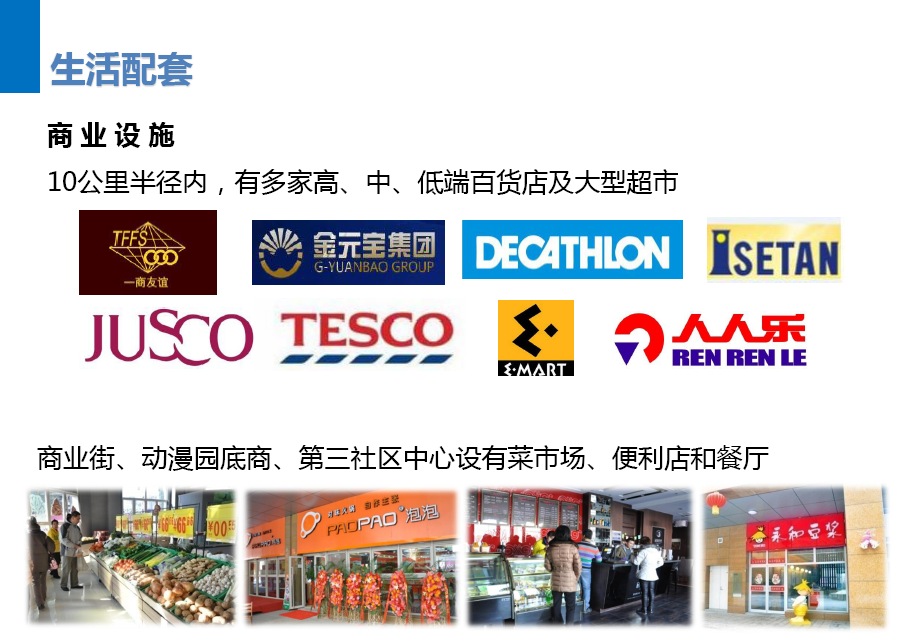 生活配套
商业设施
10公里半径内，有多家高、中、低端百货店及大型超市
TFFS
一商友谊
金元宝集团
G-YUANBAO GROUP
DECATHLON
ISETAN
JUSCO
TESCO
E·MART
人人乐
REN REN LE
商业街、动漫园底商、第三社区中心设有菜市场、便利店和餐厅
PAOPAO 泡泡
永和豆浆